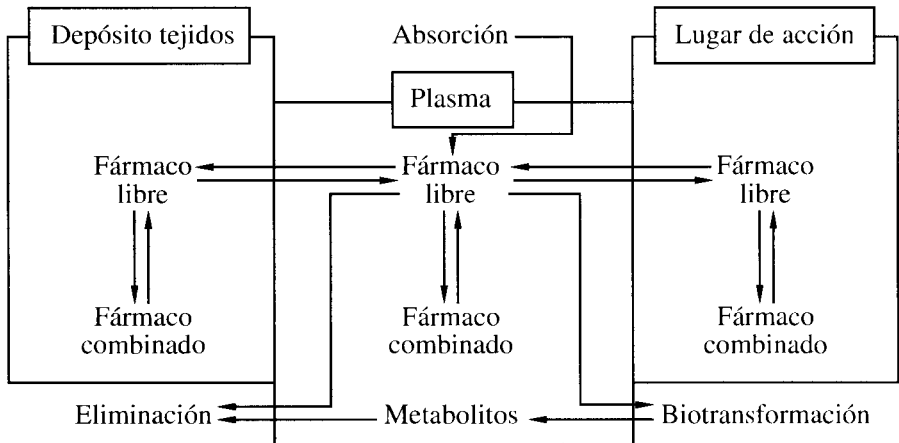 Depósito tejidos
Absorción
Lugar de acción
Plasma
Fármaco
libre
Fármaco
libre
Fármaco
libre
Fármaco
combinado
Fármaco
combinado
Fármaco
combinado
Eliminación
Metabolitos
Biotransformación